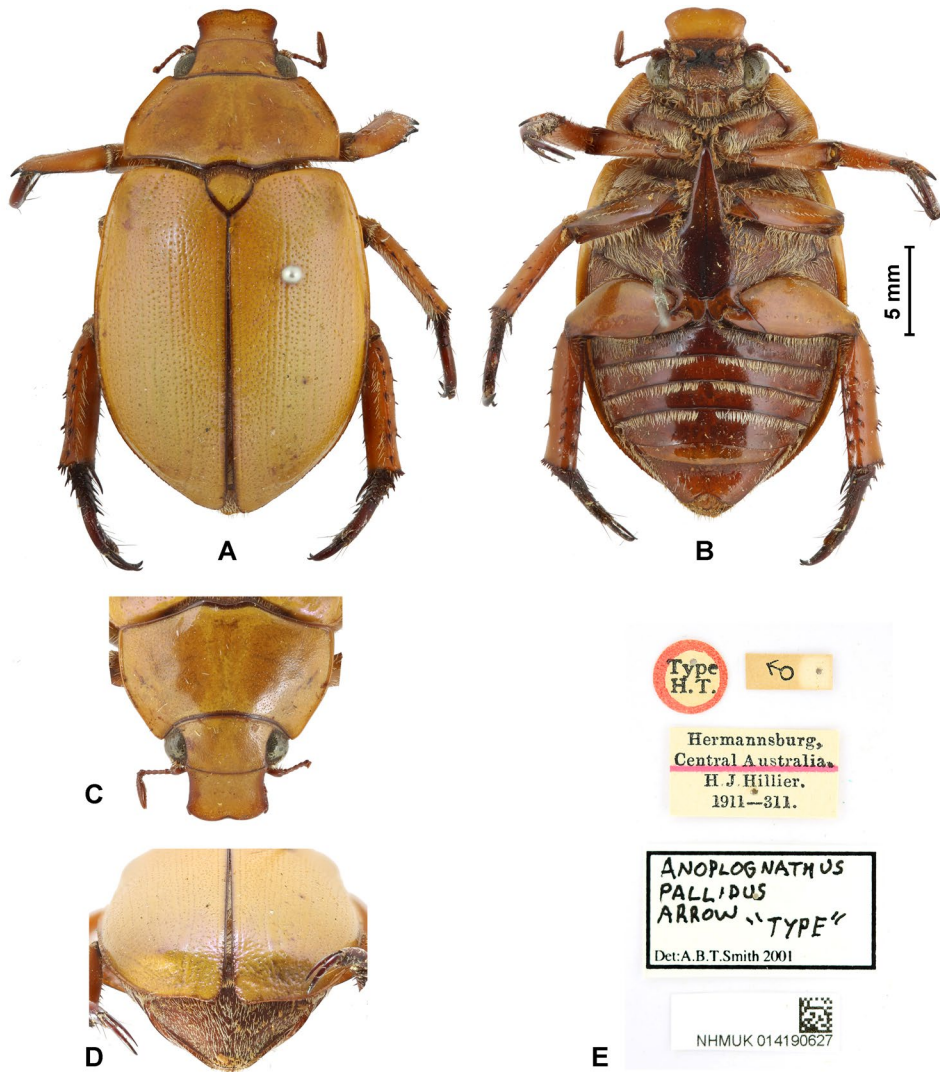 A
B
5 mm
C
D
E
Type
H.T.
♂
Hermannsburg,
Central Australia.
H.J.Hillier.
1911—311.
ANOPLOGNATHUS
PALLIDUS
ARROW "TYPE"
Det:A.B.T.Smith 2001
NHMUK 014190627